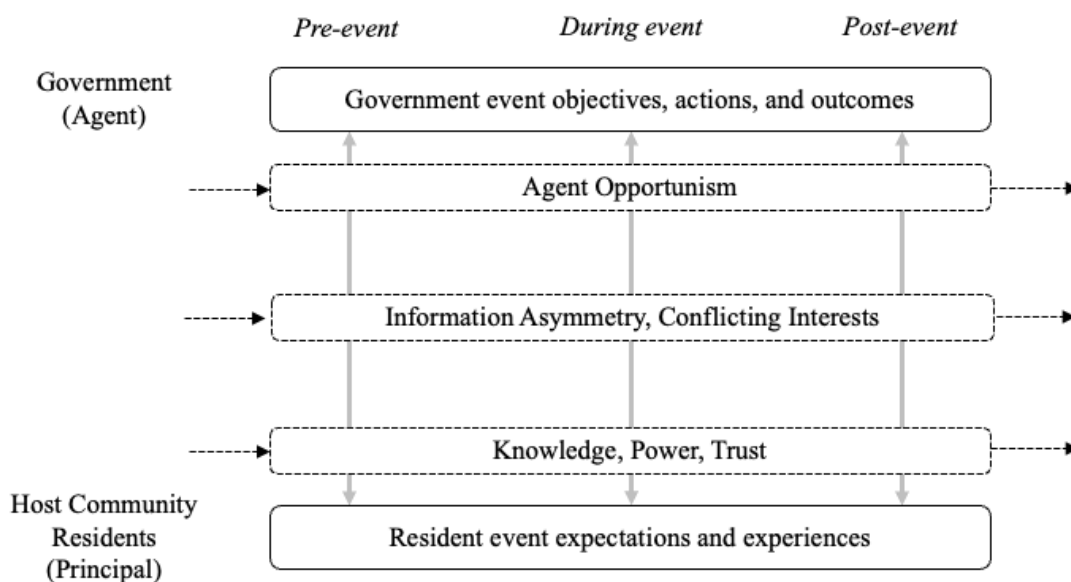 Pre-event During event Post-event
Government
(Agent)
Government event objectives, actions, and outcomes
Agent Opportunism
Information Asymmetry, Conflicting Interests
Knowledge, Power, Trust
Host Community
Residents
(Principal)
Resident event expectations and experiences